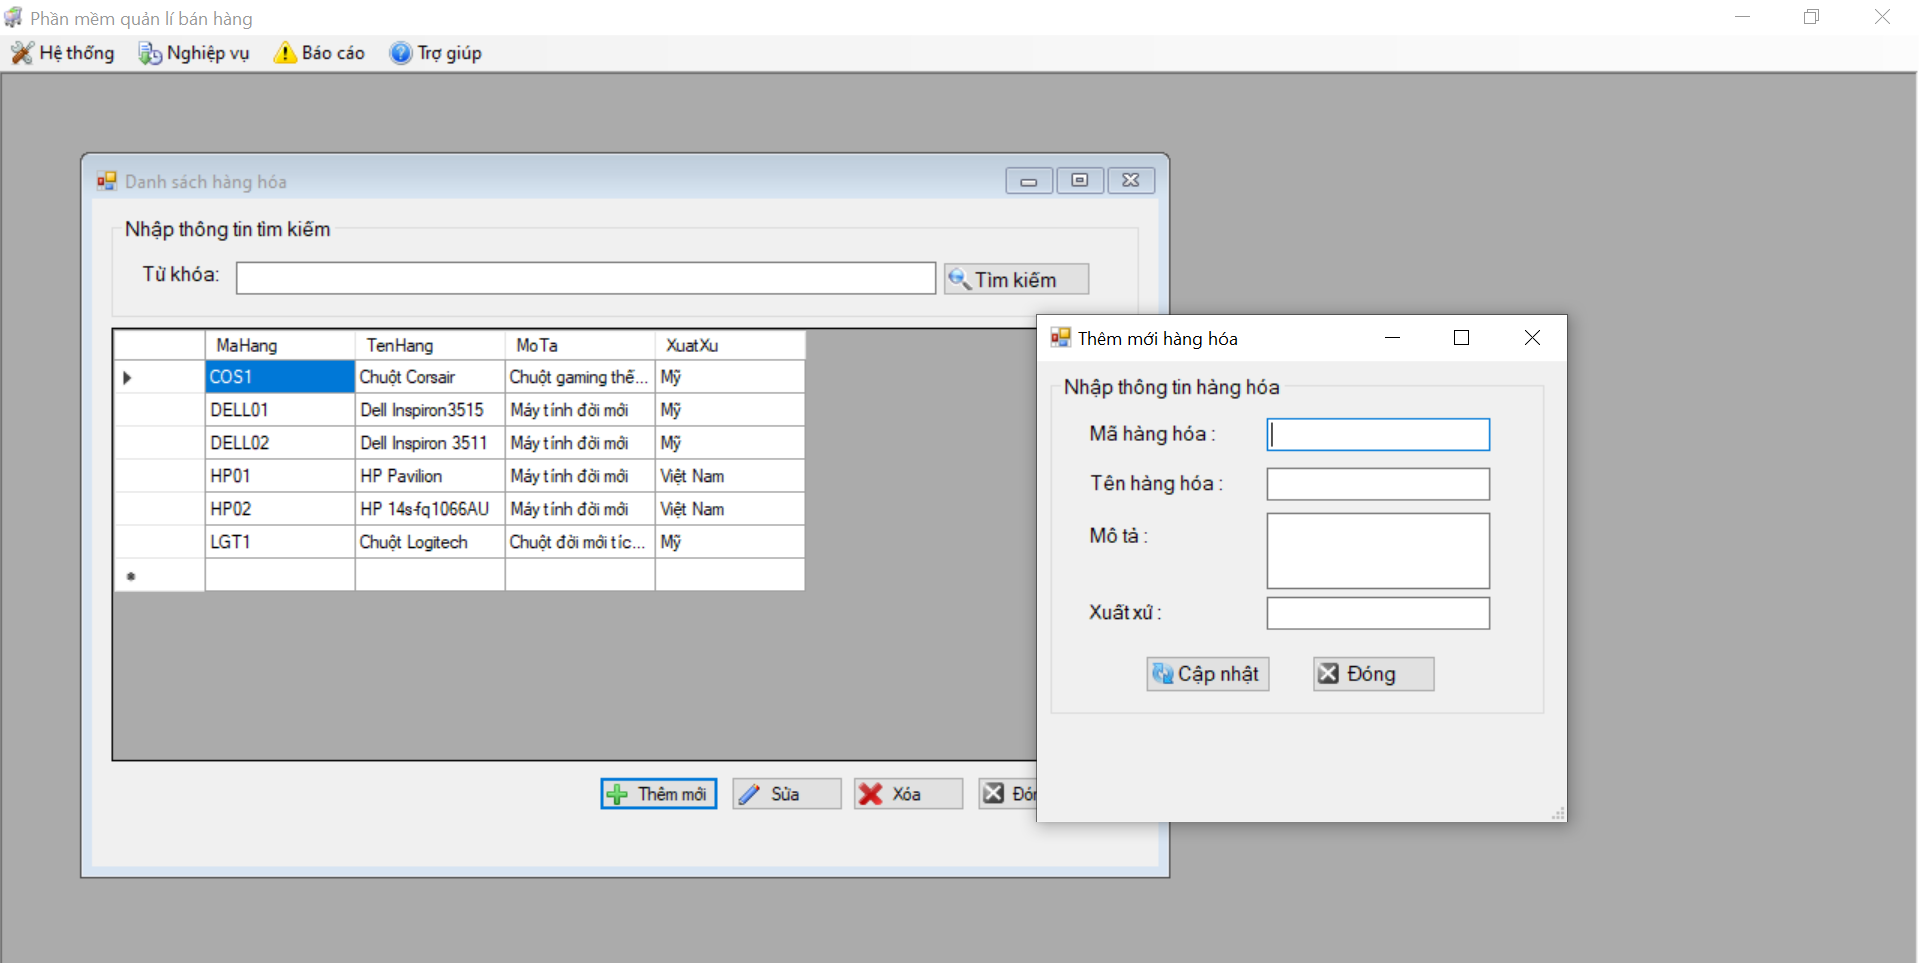 Phần mềm quản lí bán hàng
Hệ thống Nghiệp vụ Báo cáo Trợ giúp
Danh sách hàng hóa
Nhập thông tin tìm kiếm
Từ khóa: Tìm kiếm
MaHang TenHang MoTa XuatXu
COS1 Chuột Corsair Chuột gaming thế... Mỹ
DELL01 Dell Inspiron3515 Máy tính đời mới Mỹ
DELL02 Dell Inspiron 3511 Máy tính đời mới Mỹ
HP01 HP Pavilion Máy tính đời mới Việt Nam
HP02 HP 14s-fq1066AU Máy tính đời mới Việt Nam
LGT1 Chuột Logitech Chuột đời mới tíc... Mỹ
Thêm mới Sửa Xóa
Thêm mới hàng hóa
Nhập thông tin hàng hóa
Mã hàng hóa :
Tên hàng hóa :
Mô tả :
Xuất xứ :
Cập nhật Đóng